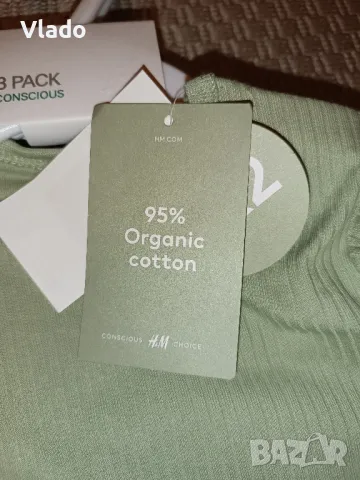 Vlado
3 PACK
CONSCIOUS
HM.COM
95%
Organic
cotton
CONSCIOUS H&M CHOICE
BAZAR